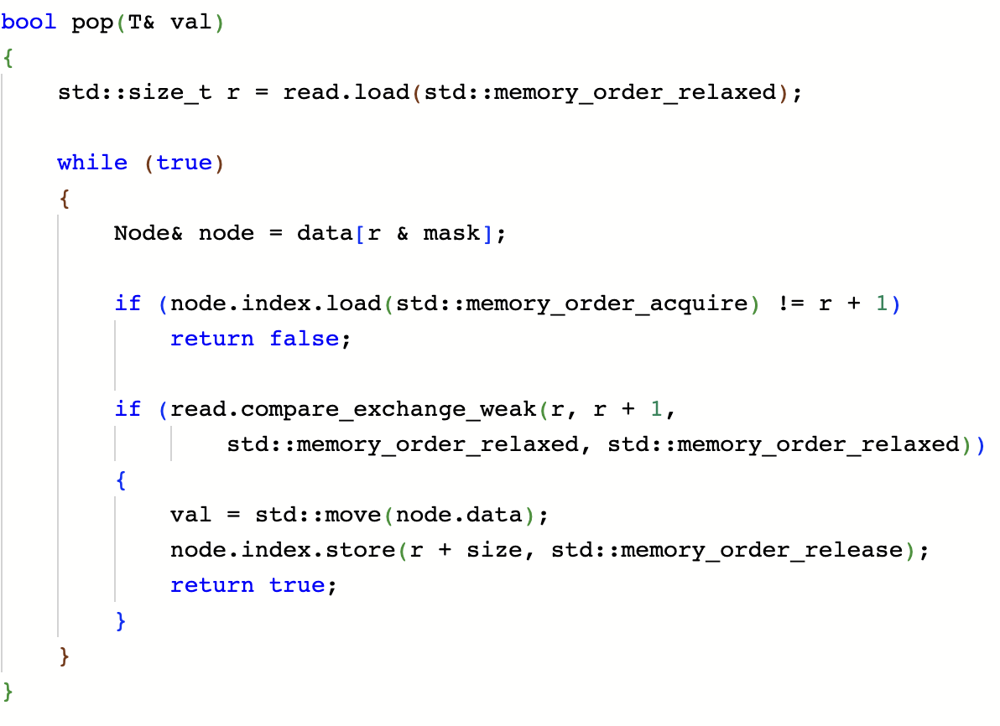 bool pop(T& val)
{
    std::size_t r = read.load(std::memory_order_relaxed);

    while (true)
    {
        Node& node = data[r & mask];

        if (node.index.load(std::memory_order_acquire) != r + 1)
            return false;

        if (read.compare_exchange_weak(r, r + 1,
                std::memory_order_relaxed, std::memory_order_relaxed))
        {
            val = std::move(node.data);
            node.index.store(r + size, std::memory_order_release);
            return true;
        }
    }
}